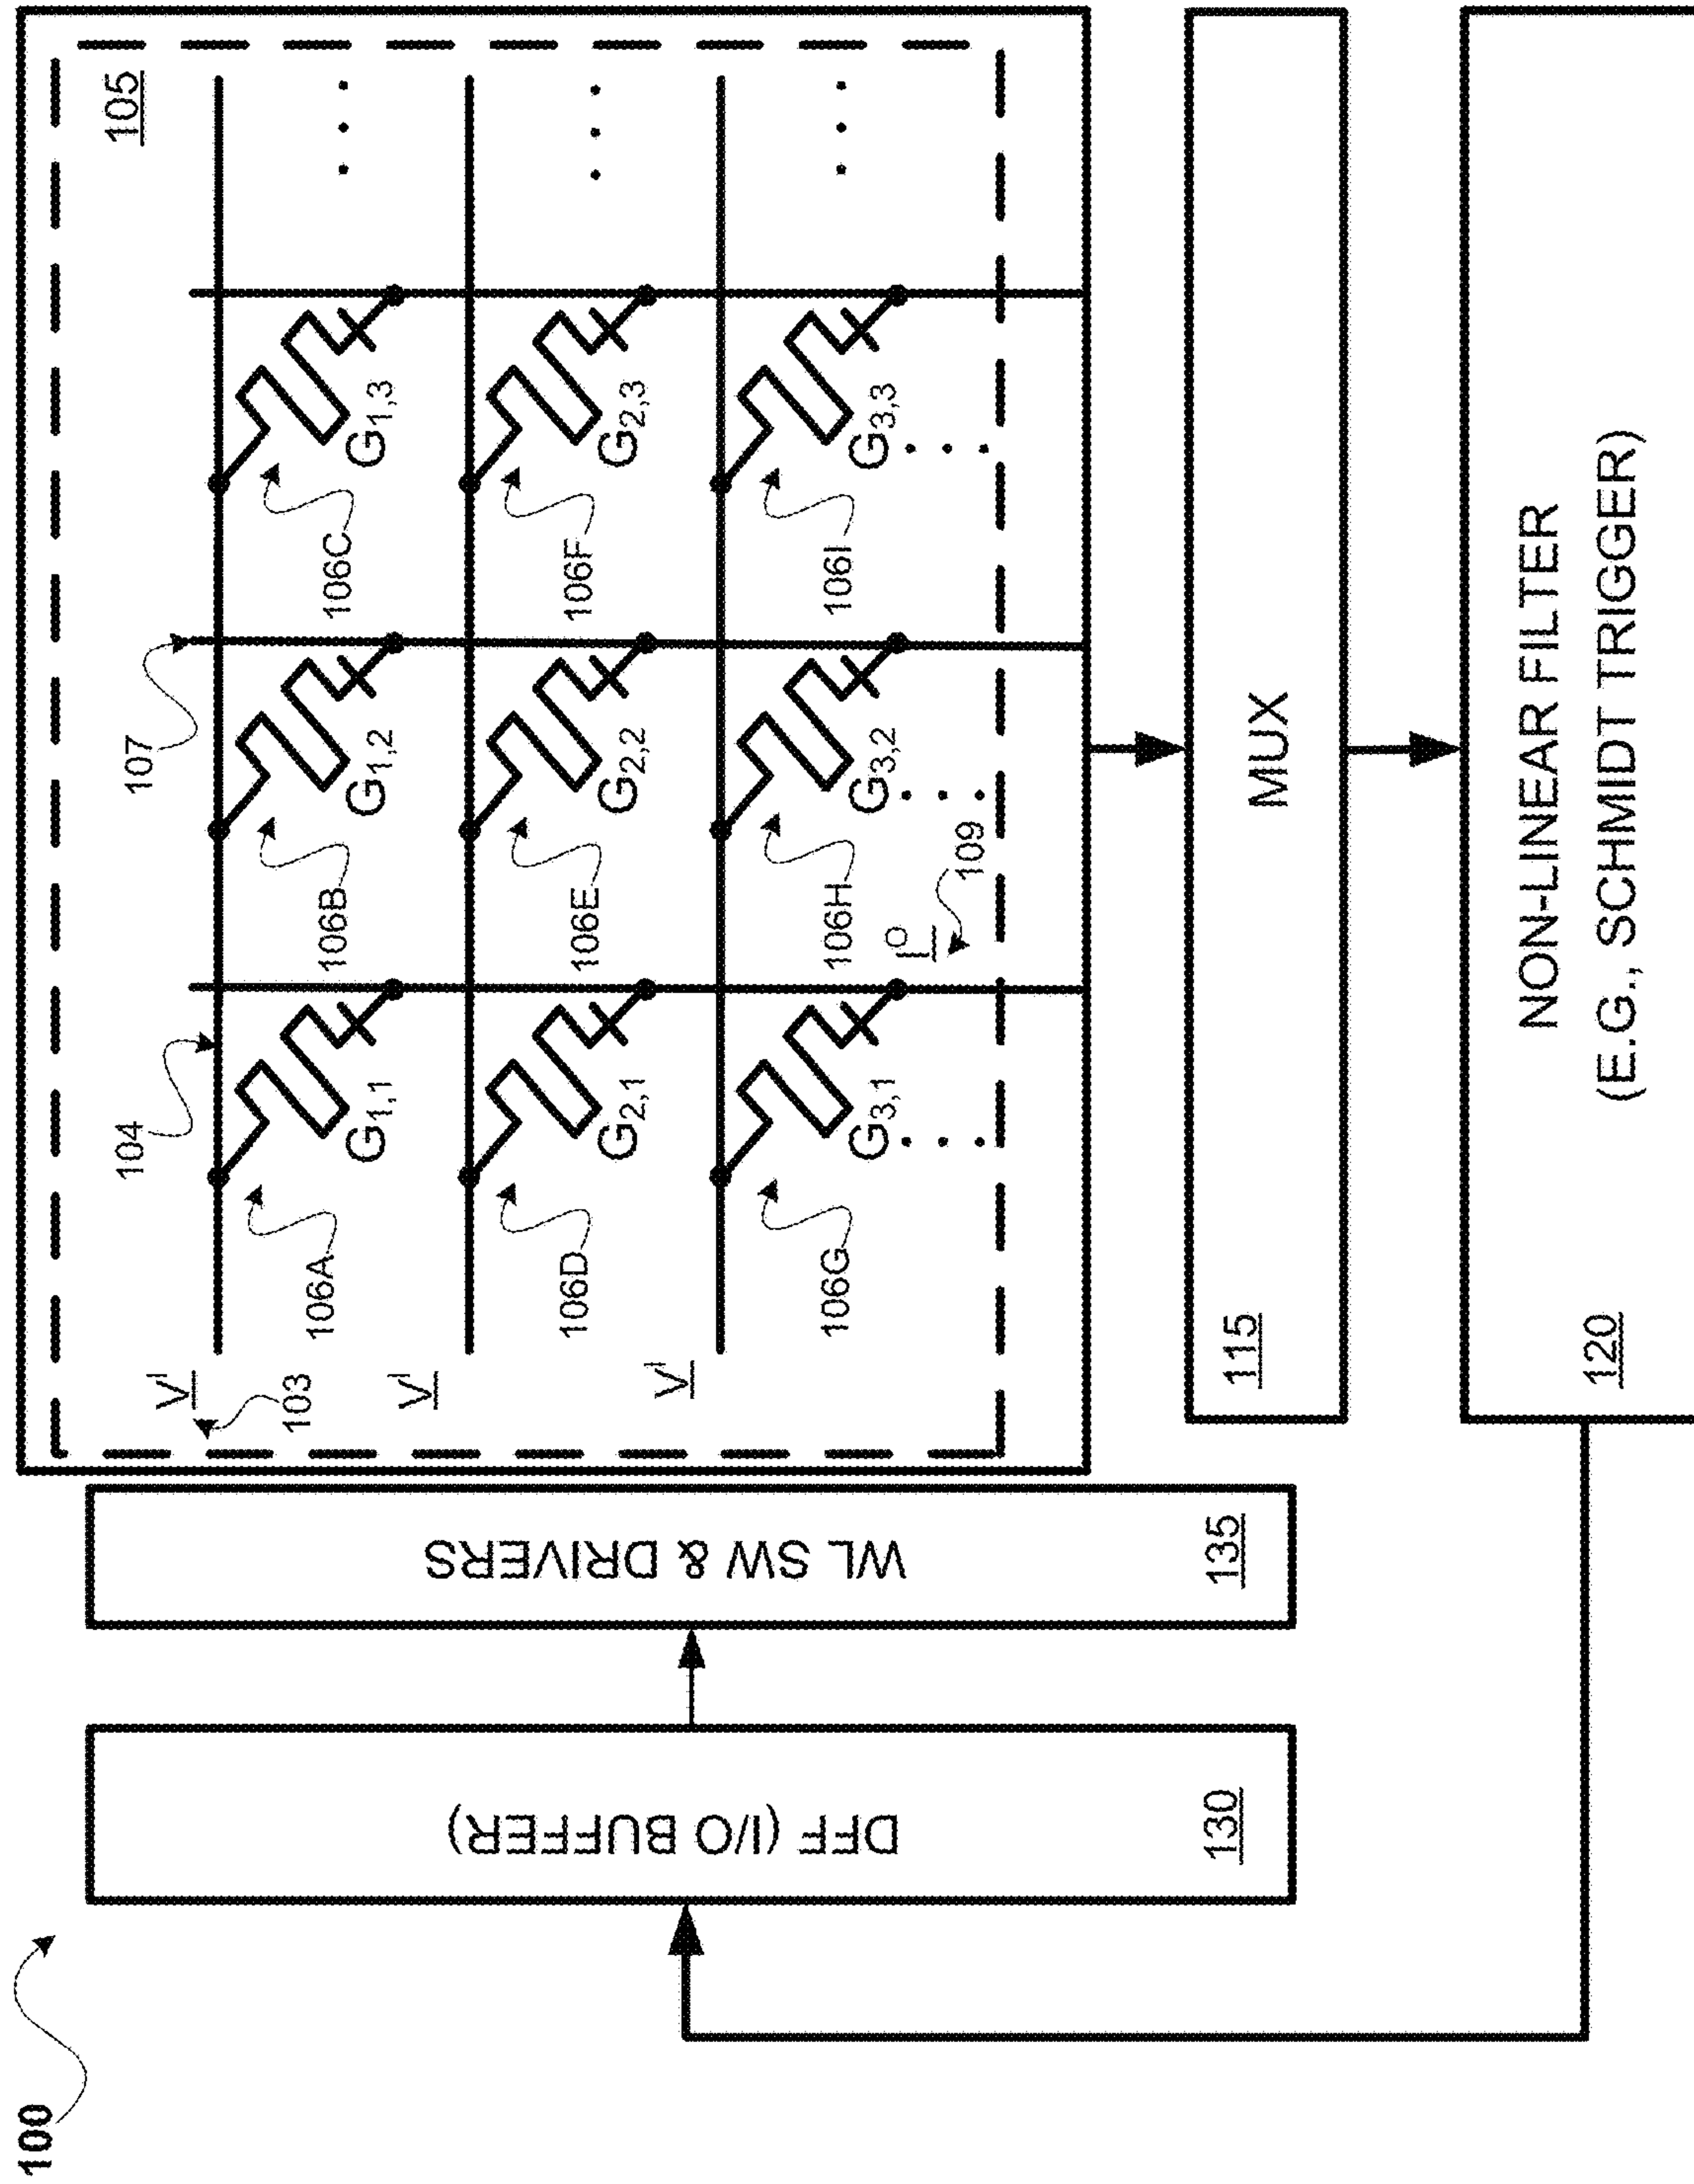 100
105
107
104
V^I
103
G1,1
G1,2
G1,3
106A
106B
106C
V^I
G2,1
G2,2
G2,3
106D
106E
106F
V^I
G3,1
G3,2
G3,3
106G
106H
106I
I^O
109
DFF (I/O BUFFER)
130
WL SW & DRIVERS
135
MUX
115
NON-LINEAR FILTER
(E.G., SCHMIDT TRIGGER)
120